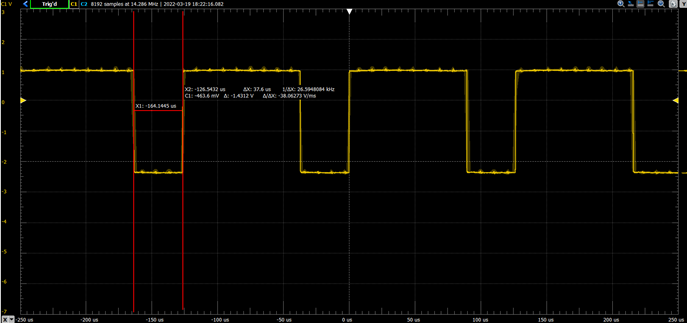 C1 V Trig'd C1 C2 8192 samples at 14.286 MHz | 2022-03-19 18:22:16.082 Y
3
2
1
X2: -126.5432 us ΔX: 37.6 us 1/ΔX: 26.5948084 kHz
C1: -463.6 mV Δ: -1.4312 V Δ/ΔX: -38.06273 V/ms
0
X1: -164.1445 us
-1
-2
-3
-4
-5
-6
-7
X -250 us -200 us -150 us -100 us -50 us 0 us 50 us 100 us 150 us 200 us 250 us